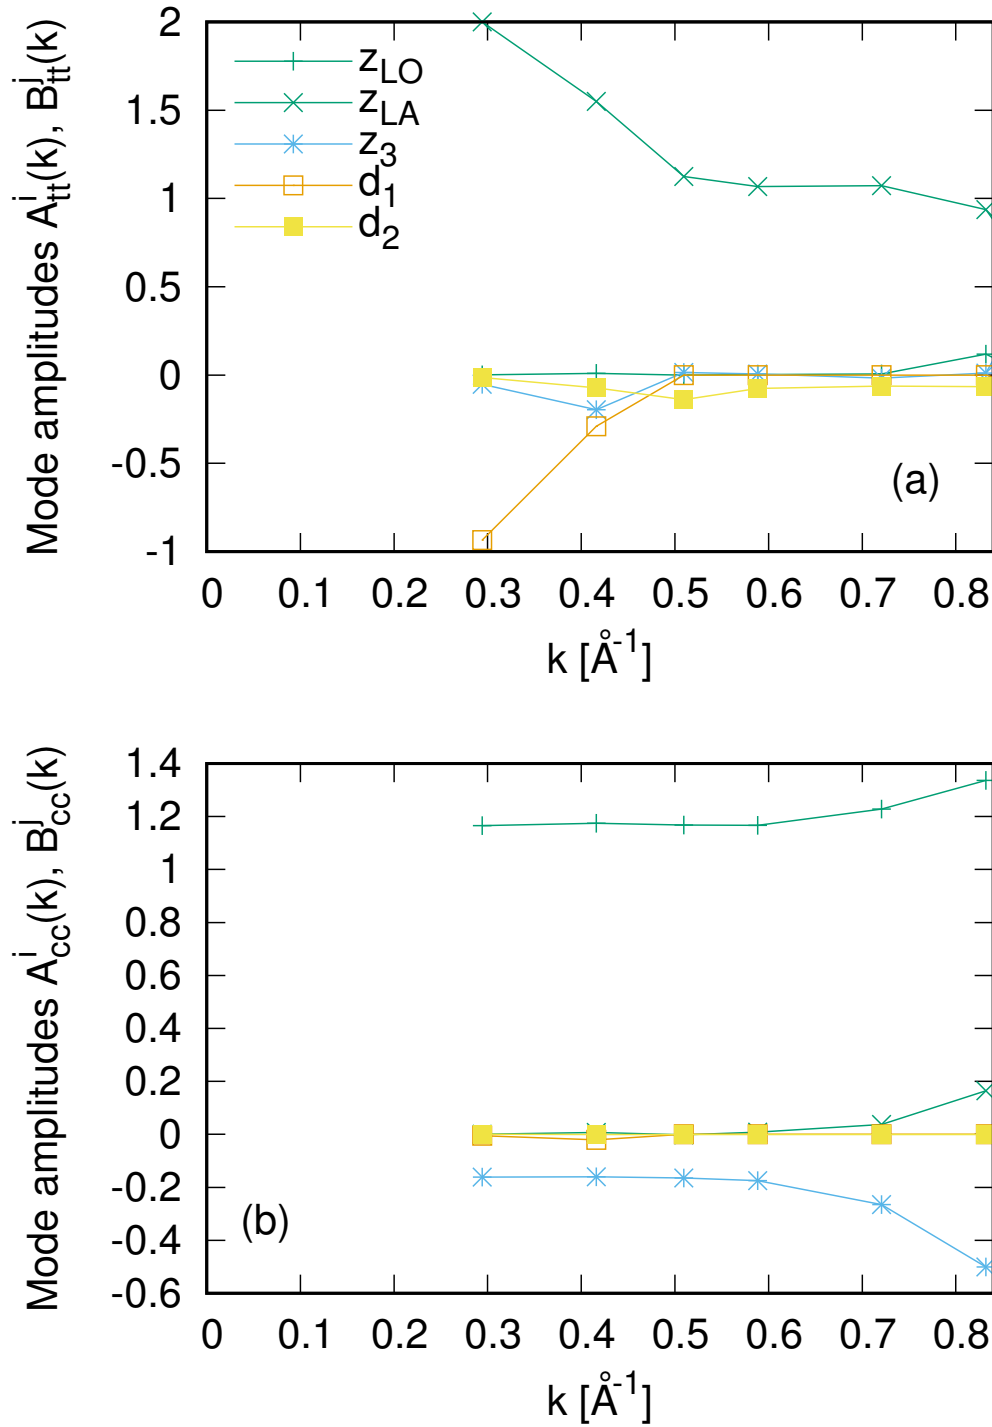 Mode amplitudes A^i_tt(k), B^j_tt(k)
2
1.5
1
0.5
0
-0.5
-1
z_LO
z_LA
z_3
d_1
d_2
(a)
0 0.1 0.2 0.3 0.4 0.5 0.6 0.7 0.8
k [Å^-1]
Mode amplitudes A^i_cc(k), B^j_cc(k)
1.4
1.2
1
0.8
0.6
0.4
0.2
0
-0.2
-0.4
-0.6
(b)
0 0.1 0.2 0.3 0.4 0.5 0.6 0.7 0.8
k [Å^-1]